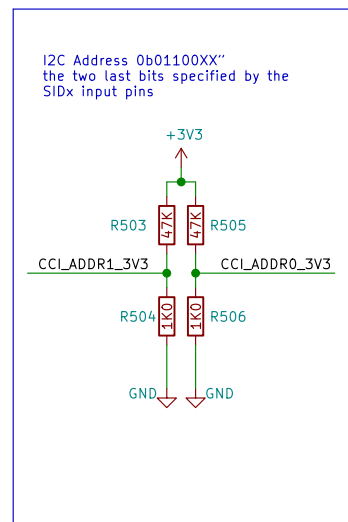 I2C Address 0b01100XX"
the two last bits specified by the
SIDx input pins
+3V3
R503 47K 47K R505
CCI_ADDR1_3V3 CCI_ADDR0_3V3
R504 1K0 1K0 R506
GND GND